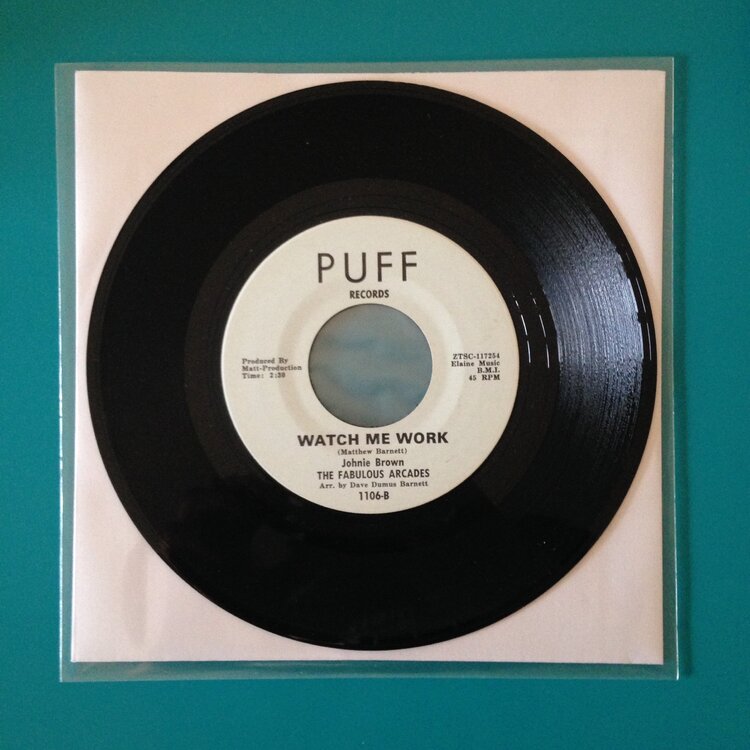 PUFF
RECORDS
Produced By
Matt-Production
Time: 2:30
ZTSC-117254
Elaine Music
B.M.I.
45 RPM
WATCH ME WORK
(Matthew Barnett)
Johnie Brown
THE FABULOUS ARCADES
Arr. by Dave Dumus Barnett
1106-B